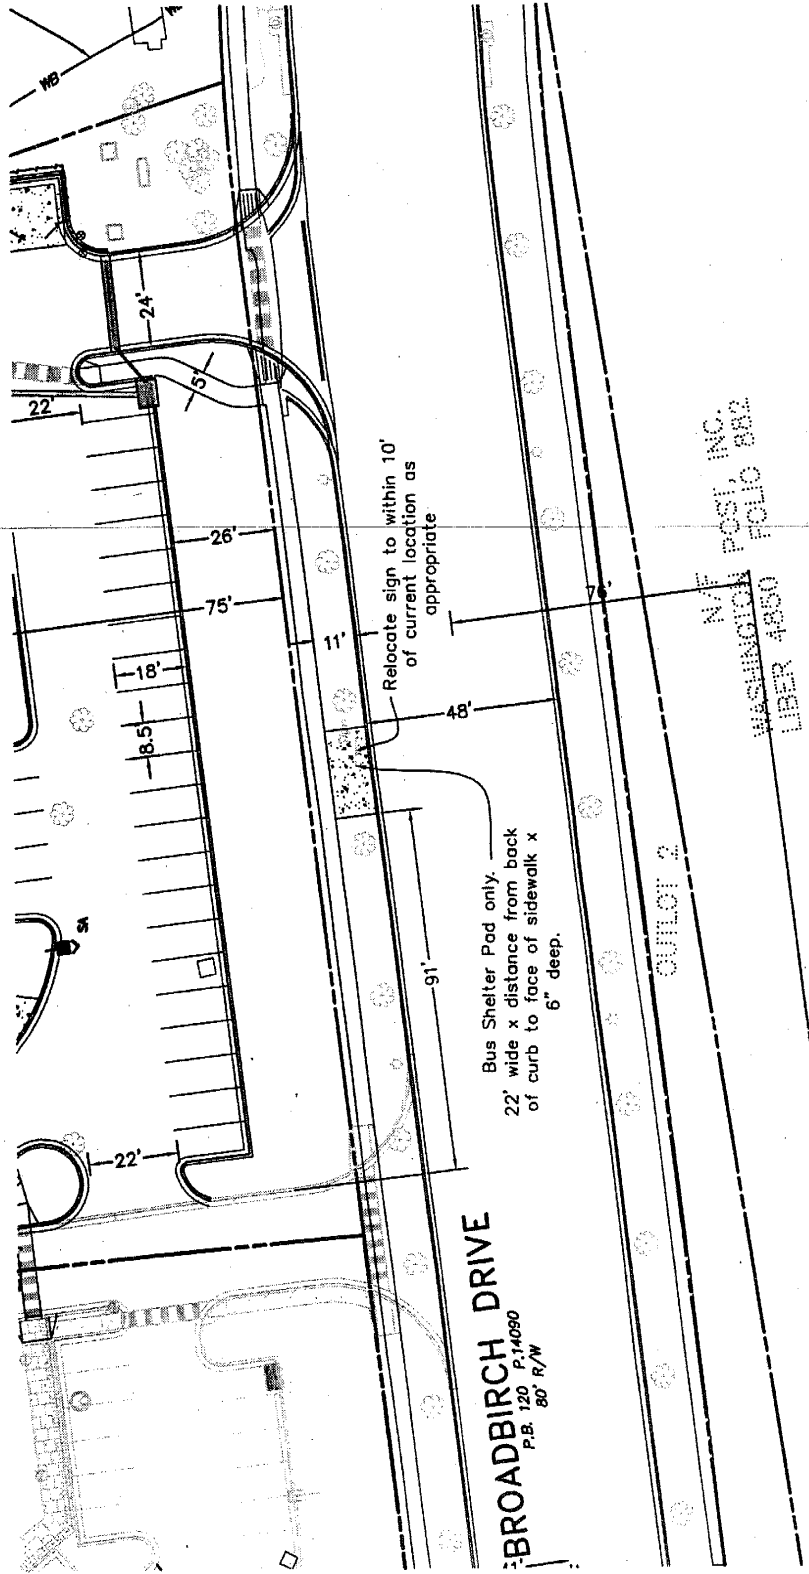 WB
24'
5'
22'
26'
75'
18'
8.5'
11'
48'
76'
Relocate sign to within 10'
of current location as
appropriate
N/F
WASHINGTON POST, INC.
LIBER 4850 FOLIO 882
OUTLOT 2
SA
91'
Bus Shelter Pad only.
22' wide x distance from back
of curb to face of sidewalk x
6" deep.
22'
BROADBIRCH DRIVE
P.B. 120 P.14090
80' R/W